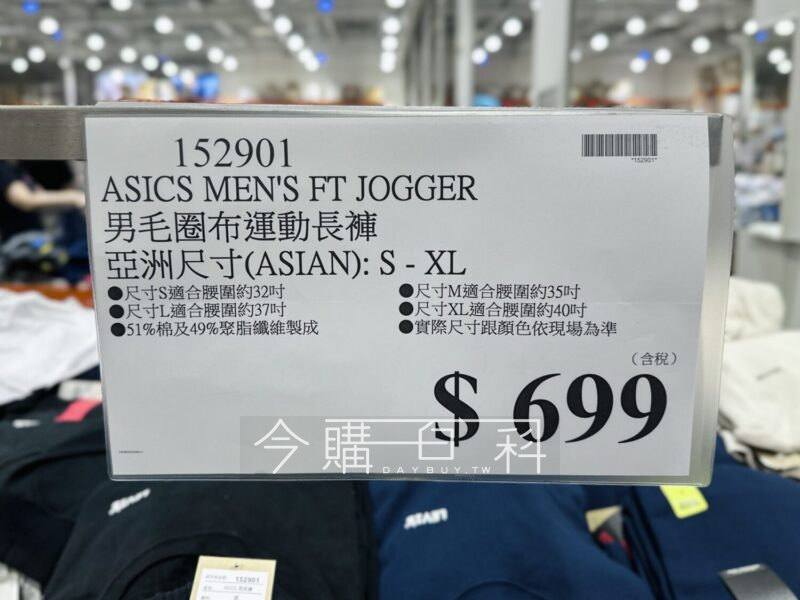 152901
*152901*
ASICS MEN'S FT JOGGER
男毛圈布運動長褲
亞洲尺寸(ASIAN): S - XL
●尺寸S適合腰圍約32吋 ●尺寸M適合腰圍約35吋
●尺寸L適合腰圍約37吋 ●尺寸XL適合腰圍約40吋
●51%棉及49%聚脂纖維製成 ●實際尺寸跟顏色依現場為準
(含稅)
$ 699
今購百科
DAYBUY.TW
152901